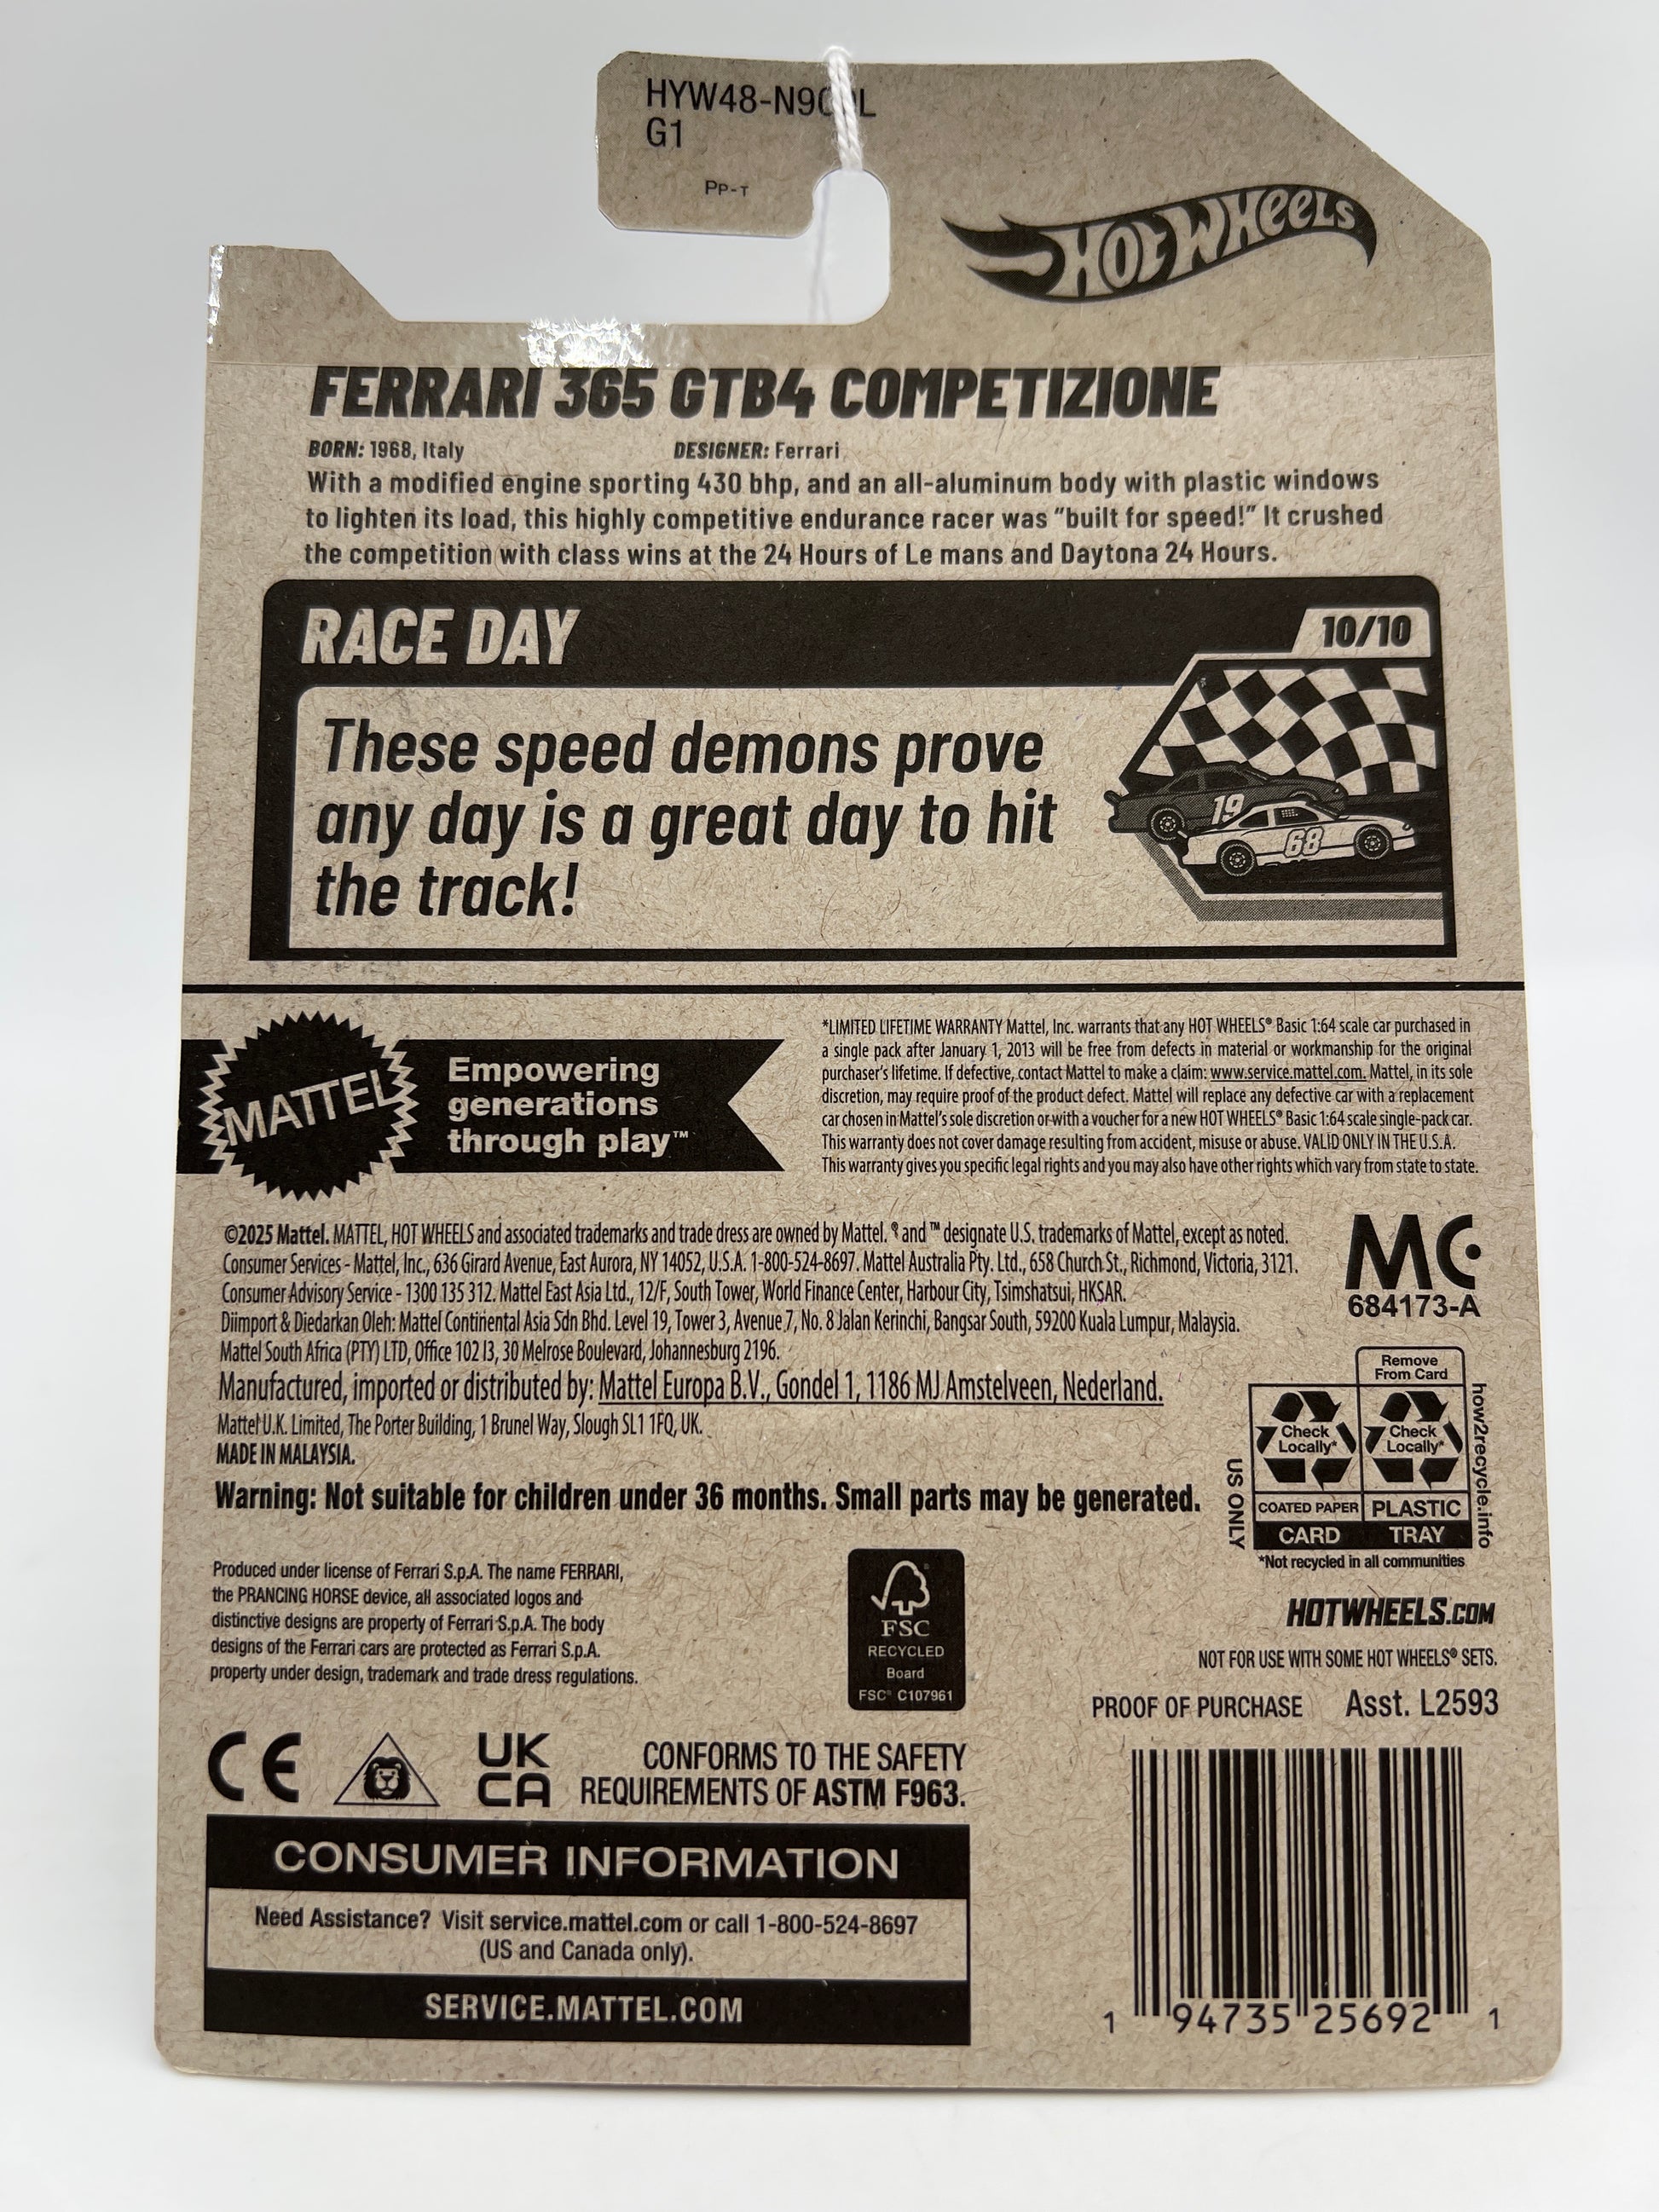 G1
Pp-T
Hot Wheels
FERRARI 365 GTB4 COMPETIZIONE
BORN: 1968, Italy DESIGNER: Ferrari
With a modified engine sporting 430 bhp, and an all-aluminum body with plastic windows
to lighten its load, this highly competitive endurance racer was “built for speed!” It crushed
the competition with class wins at the 24 Hours of Le mans and Daytona 24 Hours.
RACE DAY 10/10
These speed demons prove
any day is a great day to hit
the track!
19
68
MATTEL
Empowering
generations
through play™
*LIMITED LIFETIME WARRANTY Mattel, Inc. warrants that any HOT WHEELS® Basic 1:64 scale car purchased in
a single pack after January 1, 2013 will be free from defects in material or workmanship for the original
purchaser's lifetime. If defective, contact Mattel to make a claim: www.service.mattel.com. Mattel, in its sole
discretion, may require proof of the product defect. Mattel will replace any defective car with a replacement
car chosen in Mattel's sole discretion or with a voucher for a new HOT WHEELS® Basic 1:64 scale single-pack car.
This warranty does not cover damage resulting from accident, misuse or abuse. VALID ONLY IN THE U.S.A.
This warranty gives you specific legal rights and you may also have other rights which vary from state to state.
©2025 Mattel. MATTEL, HOT WHEELS and associated trademarks and trade dress are owned by Mattel. ® and ™ designate U.S. trademarks of Mattel, except as noted.
Consumer Services - Mattel, Inc., 636 Girard Avenue, East Aurora, NY 14052, U.S.A. 1-800-524-8697. Mattel Australia Pty. Ltd., 658 Church St., Richmond, Victoria, 3121.
Consumer Advisory Service - 1300 135 312. Mattel East Asia Ltd., 12/F, South Tower, World Finance Center, Harbour City, Tsimshatsui, HKSAR.
Diimport & Diedarkan Oleh: Mattel Continental Asia Sdn Bhd. Level 19, Tower 3, Avenue 7, No. 8 Jalan Kerinchi, Bangsar South, 59200 Kuala Lumpur, Malaysia.
Mattel South Africa (PTY) LTD, Office 102 I3, 30 Melrose Boulevard, Johannesburg 2196.
Manufactured, imported or distributed by: Mattel Europa B.V., Gondel 1, 1186 MJ Amstelveen, Nederland.
Mattel U.K. Limited, The Porter Building, 1 Brunel Way, Slough SL1 1FQ, UK.
MADE IN MALAYSIA.
Warning: Not suitable for children under 36 months. Small parts may be generated.
MC
684173-A
Remove
From Card
Check
Locally*
Check
Locally*
COATED PAPER PLASTIC
CARD TRAY
US ONLY
how2recycle.info
*Not recycled in all communities
Produced under license of Ferrari S.p.A. The name FERRARI,
the PRANCING HORSE device, all associated logos and
distinctive designs are property of Ferrari S.p.A. The body
designs of the Ferrari cars are protected as Ferrari S.p.A.
property under design, trademark and trade dress regulations.
FSC
RECYCLED
Board
FSC® C107961
HOTWHEELS.COM
NOT FOR USE WITH SOME HOT WHEELS® SETS.
PROOF OF PURCHASE Asst. L2593
CE
UK
CA
CONFORMS TO THE SAFETY
REQUIREMENTS OF ASTM F963.
CONSUMER INFORMATION
Need Assistance? Visit service.mattel.com or call 1-800-524-8697
(US and Canada only).
SERVICE.MATTEL.COM
1 94735 25692 1